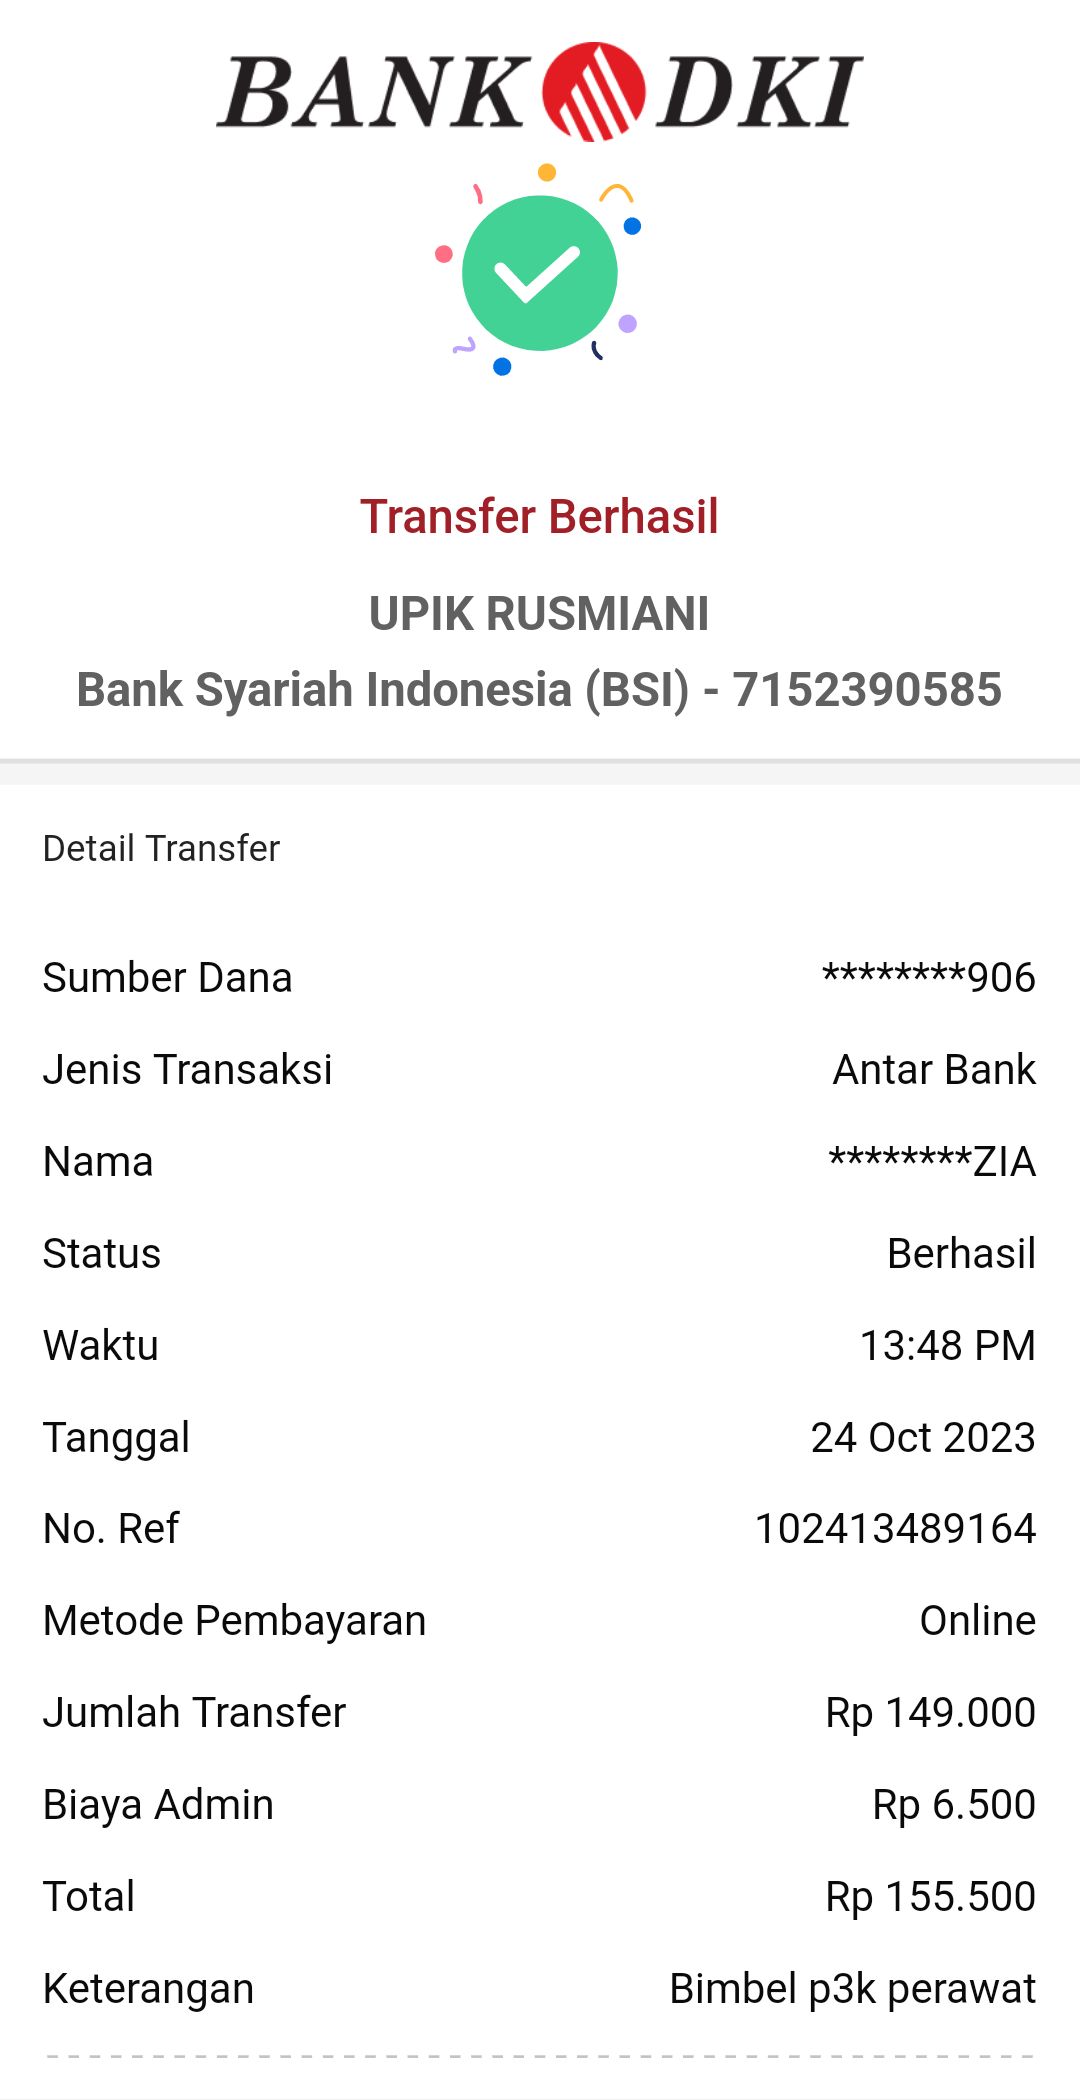 BANK DKI
Transfer Berhasil
UPIK RUSMIANI
Bank Syariah Indonesia (BSI) - 7152390585
Detail Transfer
Sumber Dana ********906
Jenis Transaksi Antar Bank
Nama ********ZIA
Status Berhasil
Waktu 13:48 PM
Tanggal 24 Oct 2023
No. Ref 102413489164
Metode Pembayaran Online
Jumlah Transfer Rp 149.000
Biaya Admin Rp 6.500
Total Rp 155.500
Keterangan Bimbel p3k perawat